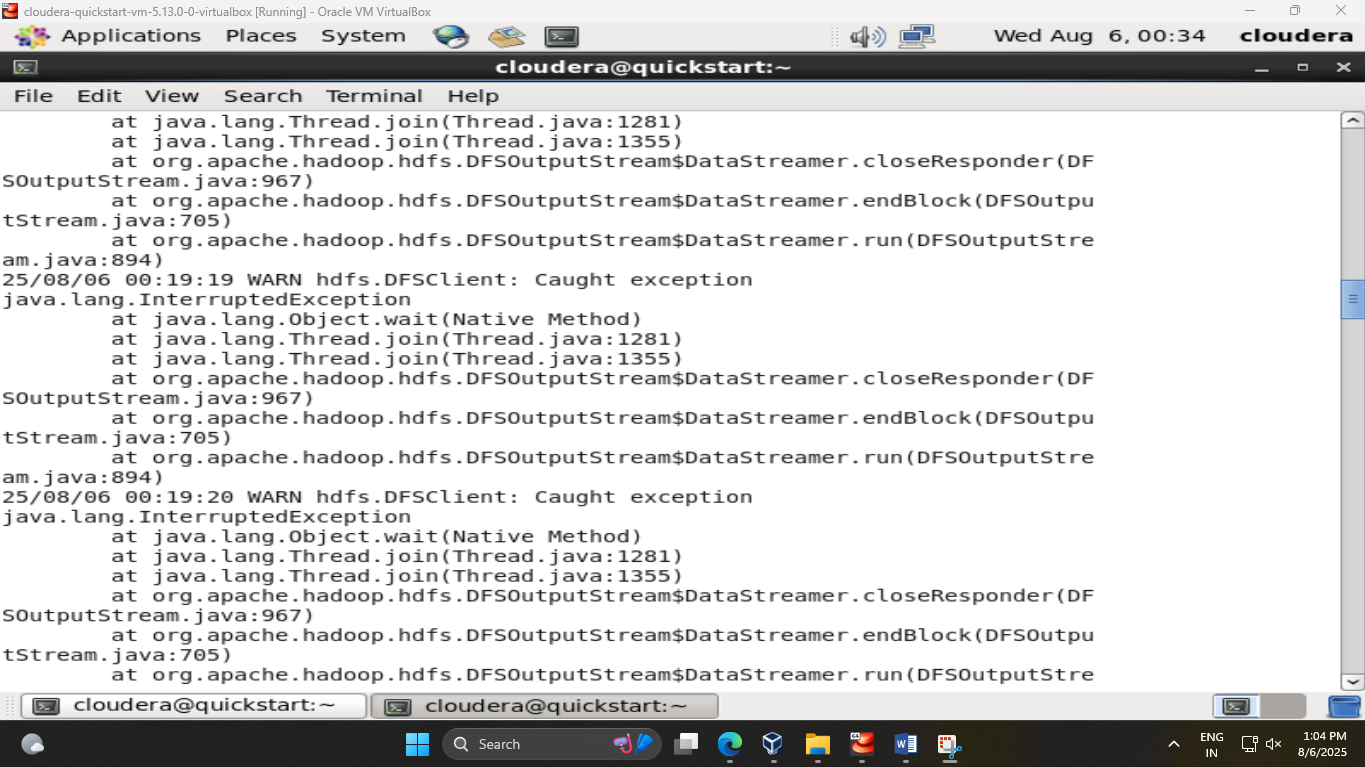 cloudera-quickstart-vm-5.13.0-0-virtualbox [Running] - Oracle VM VirtualBox
Applications Places System Wed Aug 6, 00:34 cloudera
cloudera@quickstart:~
File Edit View Search Terminal Help
at java.lang.Thread.join(Thread.java:1281)
at java.lang.Thread.join(Thread.java:1355)
at org.apache.hadoop.hdfs.DFSOutputStream$DataStreamer.closeResponder(DF
SOutputStream.java:967)
at org.apache.hadoop.hdfs.DFSOutputStream$DataStreamer.endBlock(DFSOutpu
tStream.java:705)
at org.apache.hadoop.hdfs.DFSOutputStream$DataStreamer.run(DFSOutputStre
am.java:894)
25/08/06 00:19:19 WARN hdfs.DFSClient: Caught exception
java.lang.InterruptedException
at java.lang.Object.wait(Native Method)
at java.lang.Thread.join(Thread.java:1281)
at java.lang.Thread.join(Thread.java:1355)
at org.apache.hadoop.hdfs.DFSOutputStream$DataStreamer.closeResponder(DF
SOutputStream.java:967)
at org.apache.hadoop.hdfs.DFSOutputStream$DataStreamer.endBlock(DFSOutpu
tStream.java:705)
at org.apache.hadoop.hdfs.DFSOutputStream$DataStreamer.run(DFSOutputStre
am.java:894)
25/08/06 00:19:20 WARN hdfs.DFSClient: Caught exception
java.lang.InterruptedException
at java.lang.Object.wait(Native Method)
at java.lang.Thread.join(Thread.java:1281)
at java.lang.Thread.join(Thread.java:1355)
at org.apache.hadoop.hdfs.DFSOutputStream$DataStreamer.closeResponder(DF
SOutputStream.java:967)
at org.apache.hadoop.hdfs.DFSOutputStream$DataStreamer.endBlock(DFSOutpu
tStream.java:705)
at org.apache.hadoop.hdfs.DFSOutputStream$DataStreamer.run(DFSOutputStre
cloudera@quickstart:~ cloudera@quickstart:~
Search
ENG
IN
1:04 PM
8/6/2025